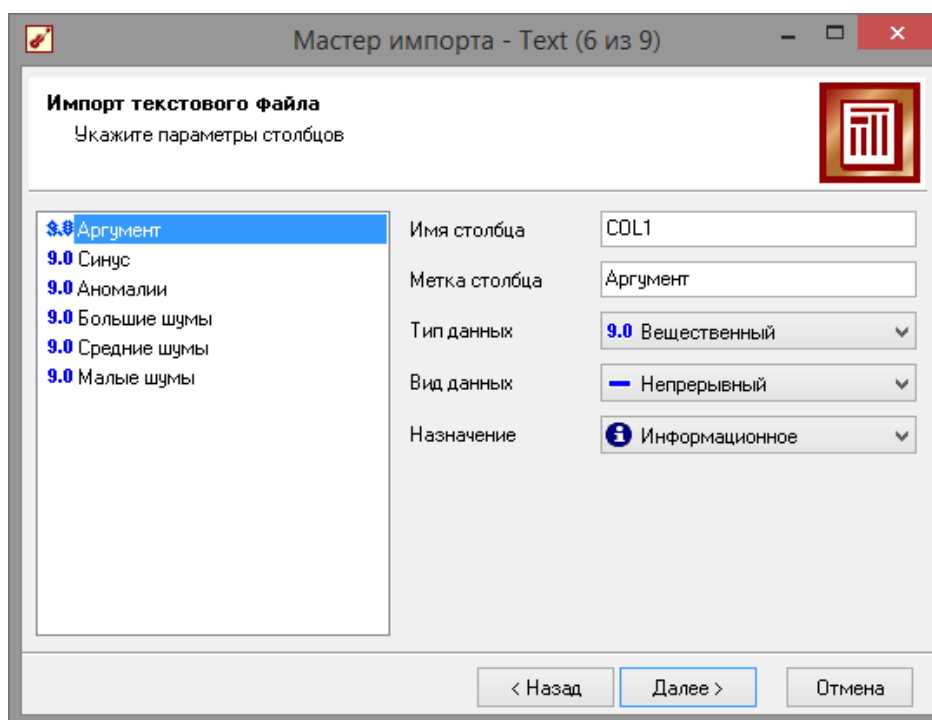 Мастер импорта - Text (6 из 9)
Импорт текстового файла
Укажите параметры столбцов
9.0 Аргумент
9.0 Синус
9.0 Аномалии
9.0 Большие шумы
9.0 Средние шумы
9.0 Малые шумы
Имя столбца COL1
Метка столбца Аргумент
Тип данных 9.0 Вещественный
Вид данных Непрерывный
Назначение Информационное
< Назад Далее > Отмена